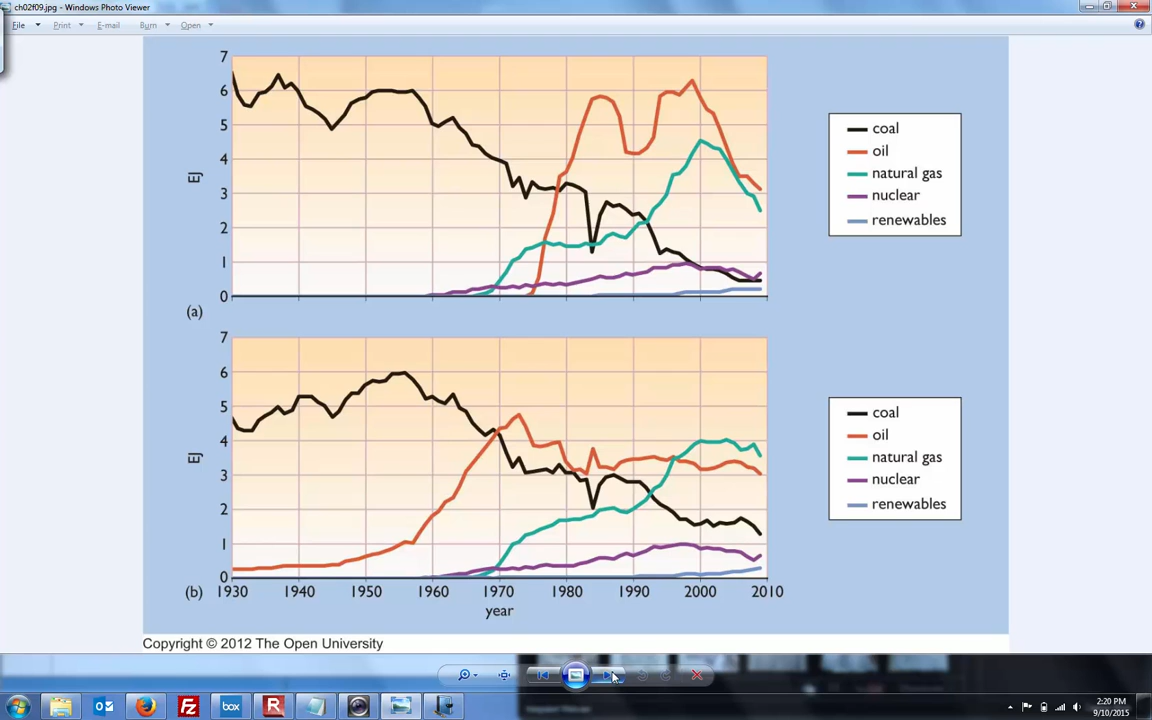 ch02f09.jpg - Windows Photo Viewer
File Print E-mail Burn Open
7
6
5
4
3
2
1
0
EJ
(a)
coal
oil
natural gas
nuclear
renewables
7
6
5
4
3
2
1
0
EJ
(b)
1930 1940 1950 1960 1970 1980 1990 2000 2010
year
coal
oil
natural gas
nuclear
renewables
Copyright © 2012 The Open University
box
2:20 PM
9/10/2015